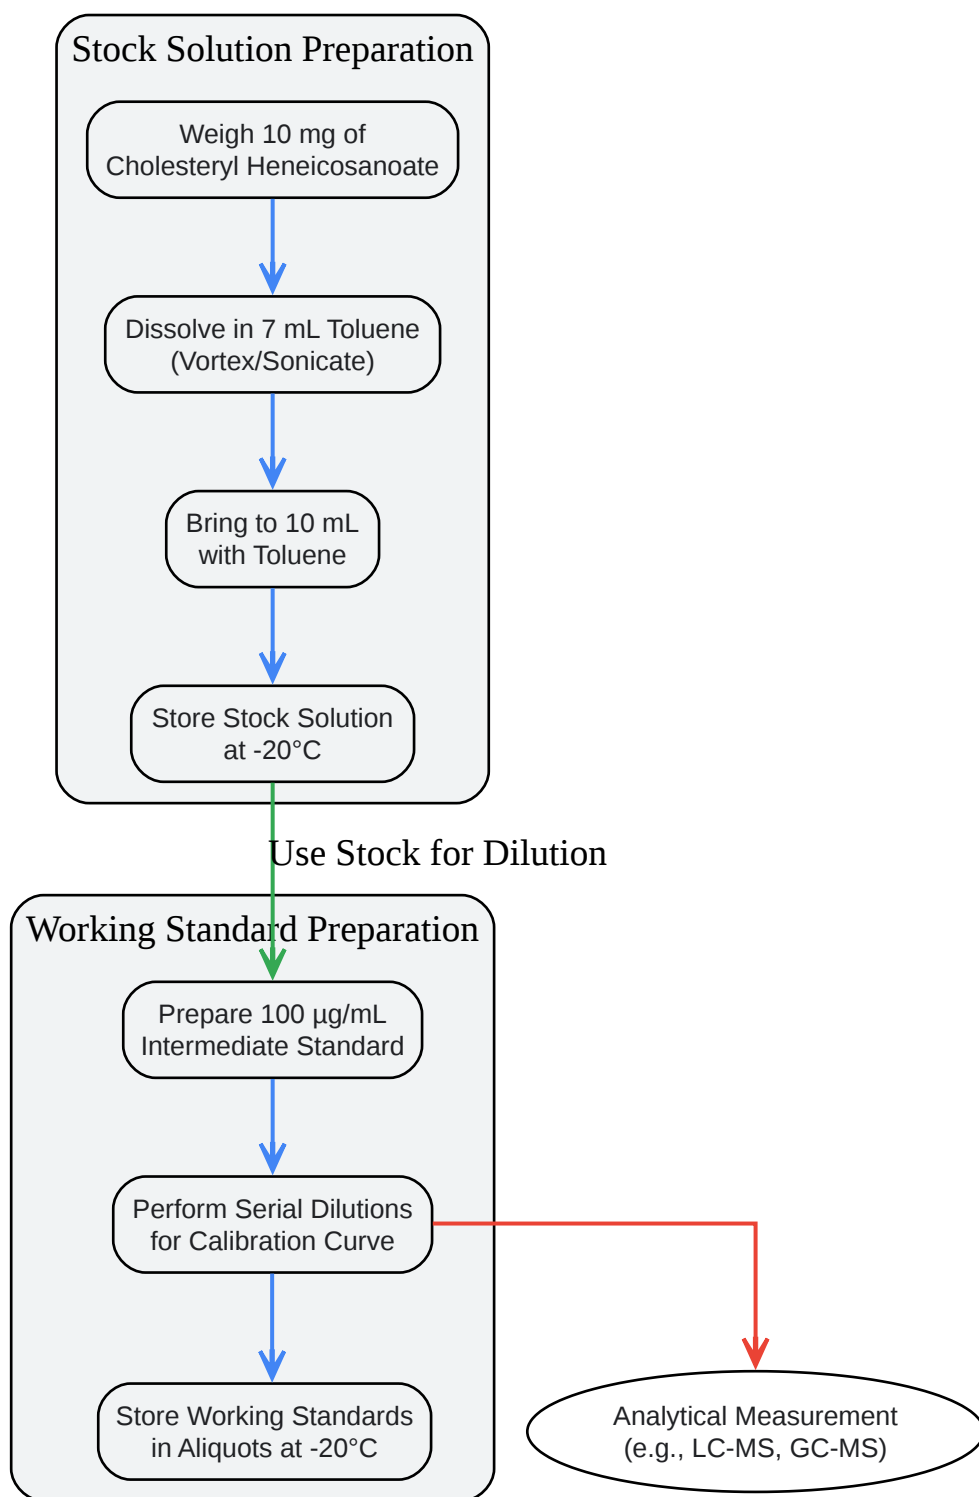 Stock Solution Preparation
Weigh 10 mg of
Cholesteryl Heneicosanoate
Dissolve in 7 mL Toluene
(Vortex/Sonicate)
Bring to 10 mL
with Toluene
Store Stock Solution
at -20°C
Use Stock for Dilution
Working Standard Preparation
Prepare 100 µg/mL
Intermediate Standard
Perform Serial Dilutions
for Calibration Curve
Store Working Standards
in Aliquots at -20°C
Analytical Measurement
(e.g., LC-MS, GC-MS)